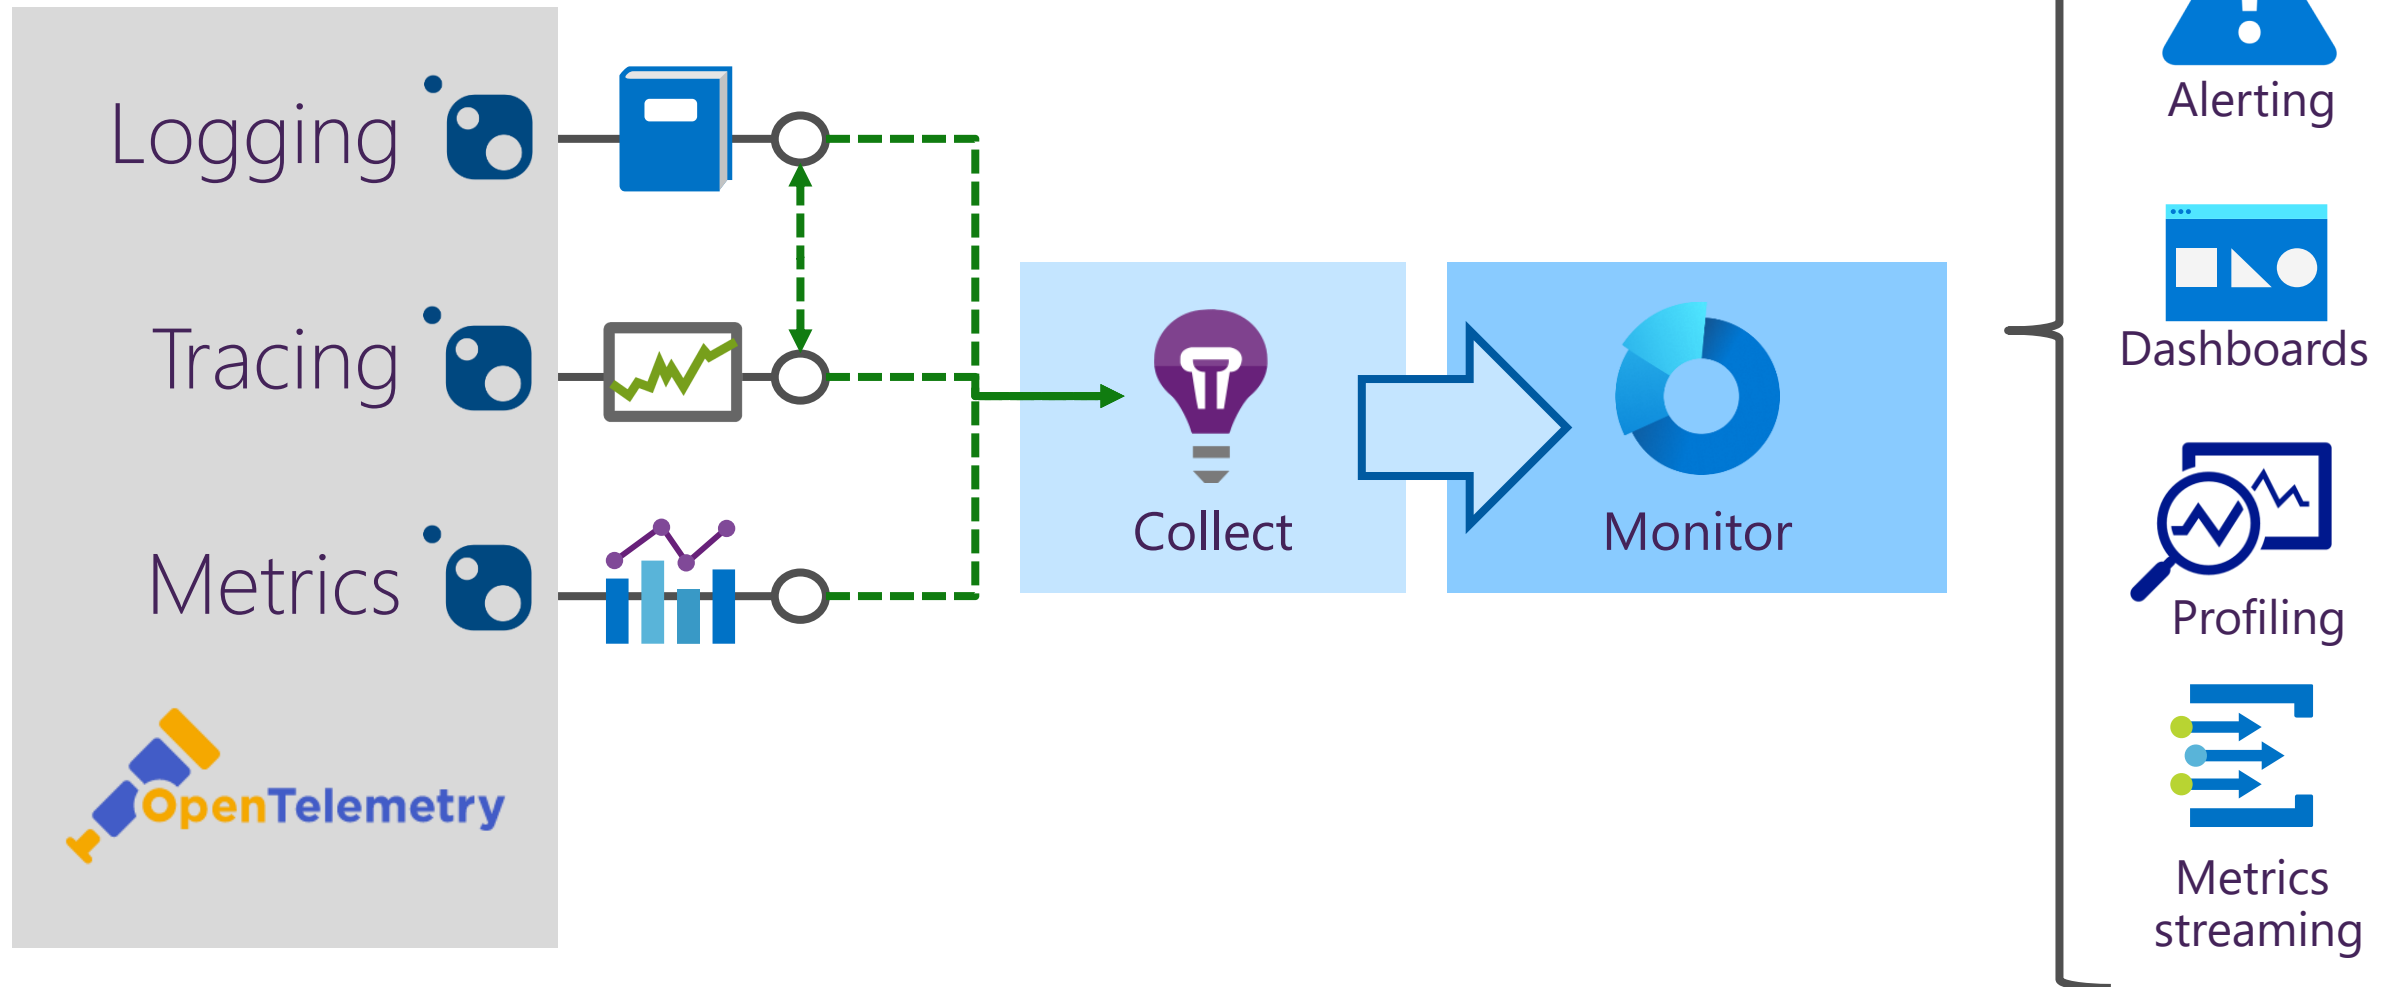 Logging
Tracing
Metrics
OpenTelemetry
Collect
Monitor
Alerting
Dashboards
Profiling
Metrics
streaming